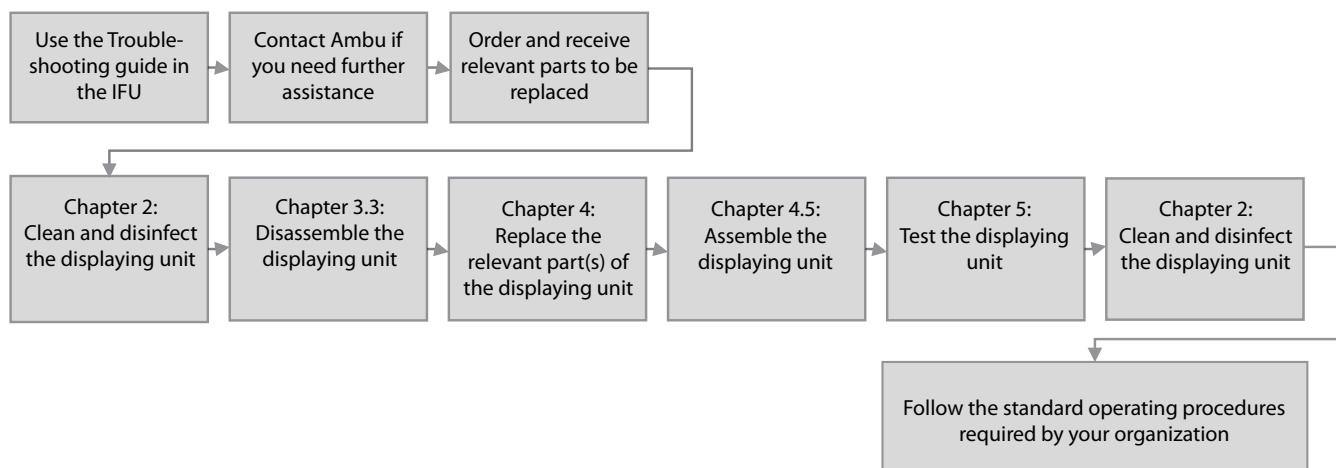 Use the Trouble-
shooting guide in
the IFU
Contact Ambu if
you need further
assistance
Order and receive
relevant parts to be
replaced
Chapter 2:
Clean and disinfect
the displaying unit
Chapter 3.3:
Disassemble the
displaying unit
Chapter 4:
Replace the
relevant part(s) of
the displaying unit
Chapter 4.5:
Assemble the
displaying unit
Chapter 5:
Test the displaying
unit
Chapter 2:
Clean and disinfect
the displaying unit
Follow the standard operating procedures
required by your organization